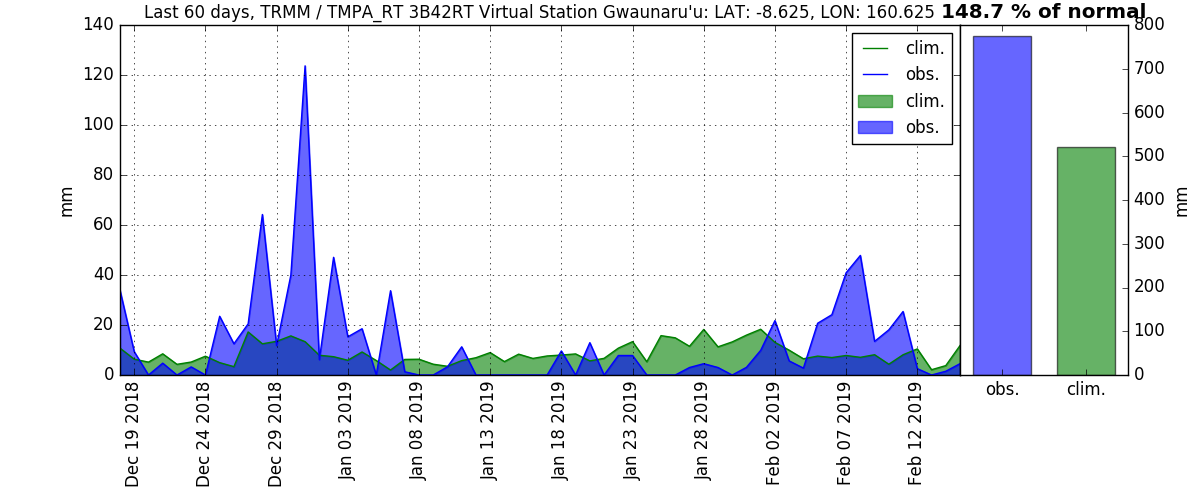 Last 60 days, TRMM / TMPA_RT 3B42RT Virtual Station Gwaunaru'u: LAT: -8.625, LON: 160.625 148.7 % of normal
140
120
100
80
60
40
20
0
mm
clim.
obs.
clim.
obs.
Dec 19 2018
Dec 24 2018
Dec 29 2018
Jan 03 2019
Jan 08 2019
Jan 13 2019
Jan 18 2019
Jan 23 2019
Jan 28 2019
Feb 02 2019
Feb 07 2019
Feb 12 2019
800
700
600
500
400
300
200
100
0
mm
obs.
clim.